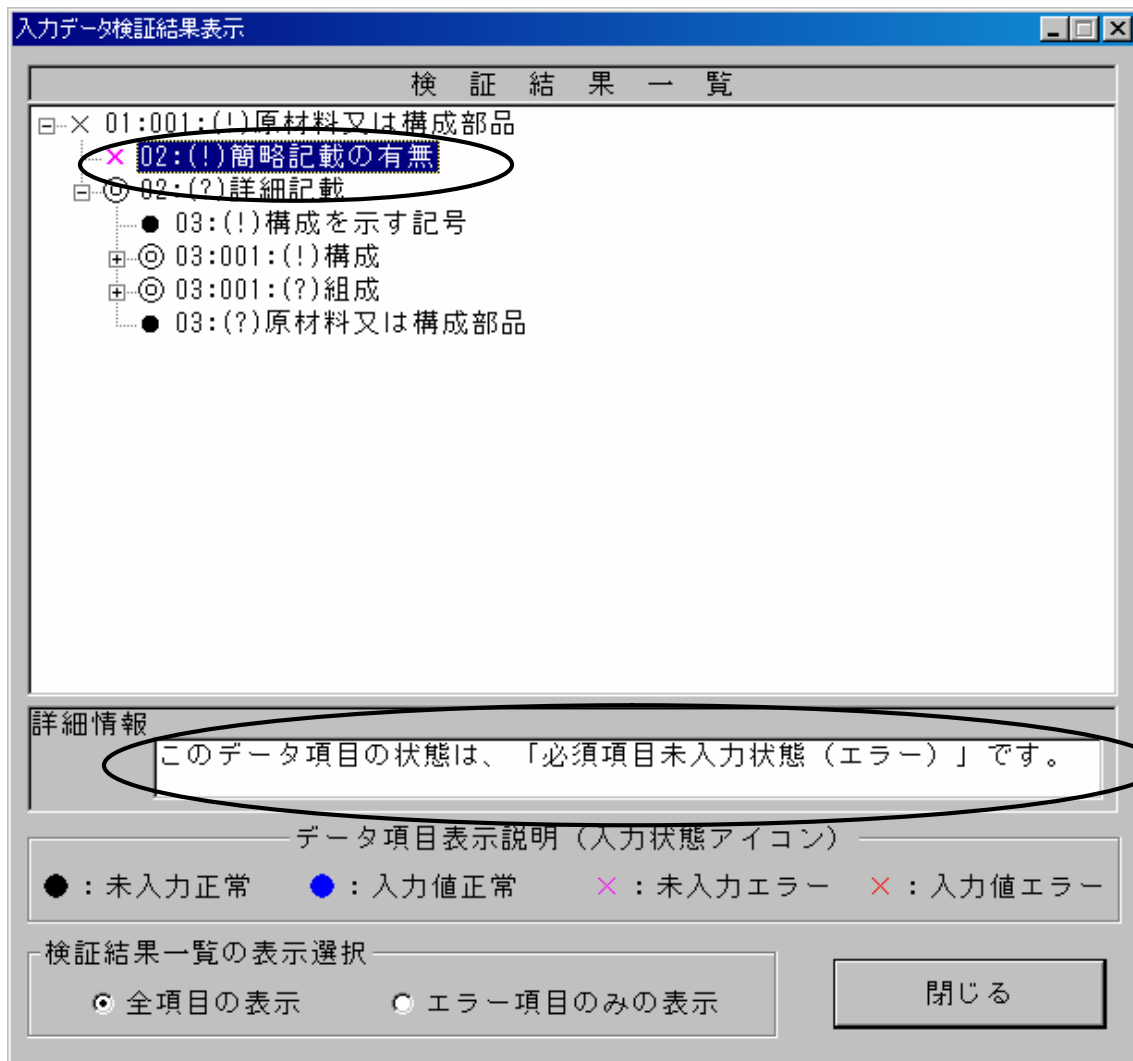 入力データ検証結果表示
検 証 結 果 一 覧
× 01:001:(!)原材料又は構成部品
× 02:(!)簡略記載の有無
◎ 02:(?)詳細記載
● 03:(!)構成を示す記号
◎ 03:001:(!)構成
◎ 03:001:(?)組成
● 03:(?)原材料又は構成部品
詳細情報
このデータ項目の状態は、「必須項目未入力状態（エラー）」です。
データ項目表示説明（入力状態アイコン）
●：未入力正常 ●：入力値正常 ×：未入力エラー ×：入力値エラー
検証結果一覧の表示選択
全項目の表示 エラー項目のみの表示
閉じる